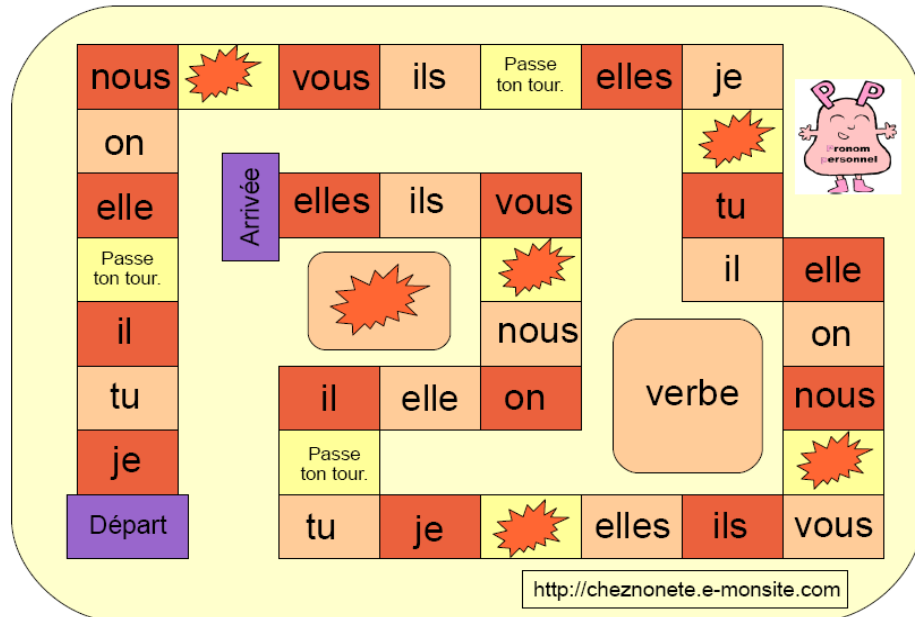 nous
vous
ils
Passe
ton tour.
elles
je
on
elle
Passe
ton tour.
il
tu
je
Départ
Arrivée
elles
ils
vous
nous
il
elle
on
Passe
ton tour.
tu
je
elles
ils
vous
tu
il
elle
on
nous
verbe
P P
Pronom
personnel
http://cheznonete.e-monsite.com